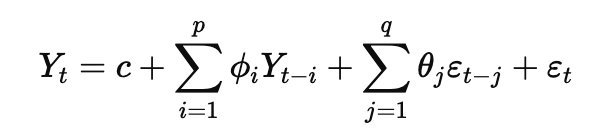 Y_t = c + \sum_{i=1}^{p} \phi_i Y_{t-i} + \sum_{j=1}^{q} \theta_j \varepsilon_{t-j} + \varepsilon_t